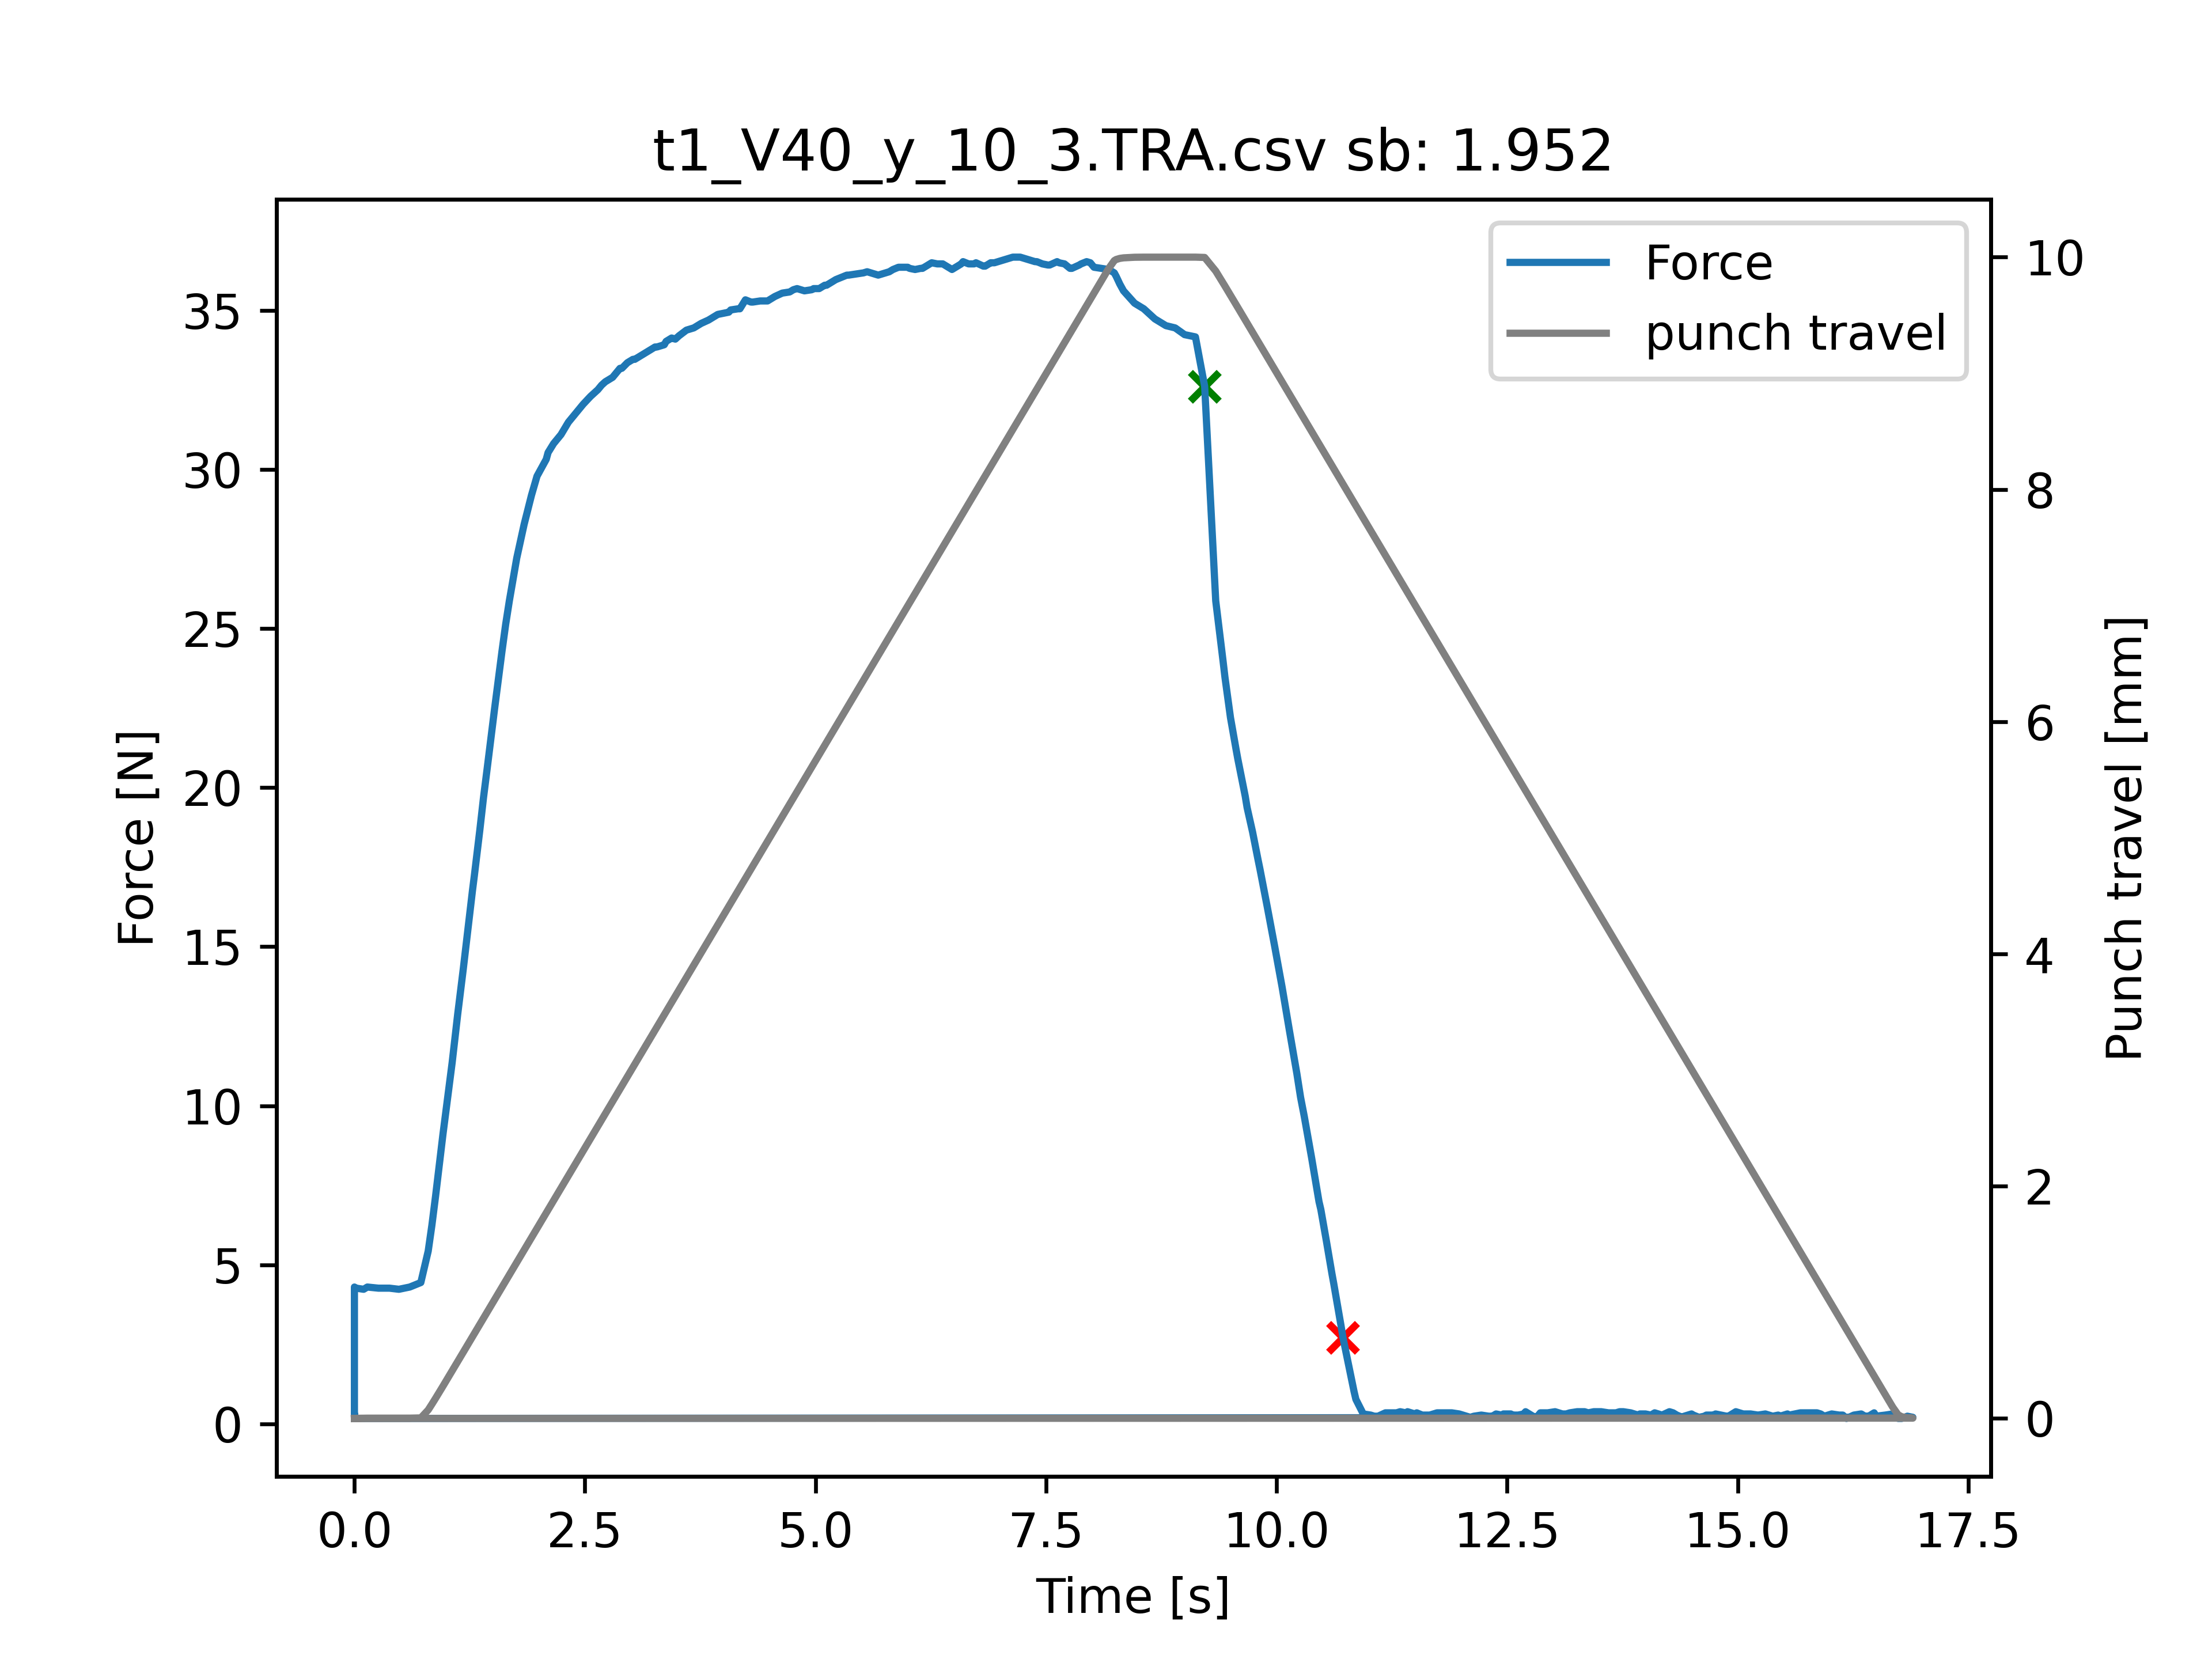 t1_V40_y_10_3.TRA.csv sb: 1.952
Force
punch travel
35
30
25
20
15
10
5
0
Force [N]
10
8
6
4
2
0
Punch travel [mm]
0.0 2.5 5.0 7.5 10.0 12.5 15.0 17.5
Time [s]